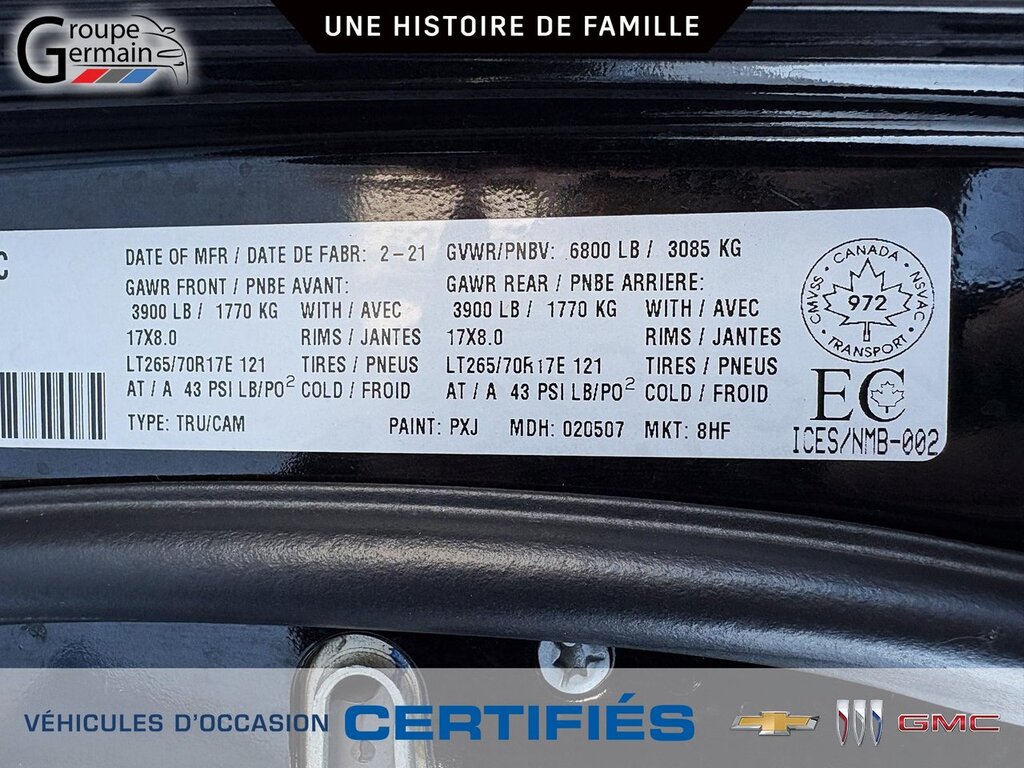 Groupe
Germain
UNE HISTOIRE DE FAMILLE
C
DATE OF MFR / DATE DE FABR: 2-21 GVWR/PNBV: 6800 LB / 3085 KG
GAWR FRONT / PNBE AVANT: GAWR REAR / PNBE ARRIERE:
3900 LB / 1770 KG WITH / AVEC 3900 LB / 1770 KG WITH / AVEC
17X8.0 RIMS / JANTES 17X8.0 RIMS / JANTES
LT265/70R17E 121 TIRES / PNEUS LT265/70R17E 121 TIRES / PNEUS
AT / A 43 PSI LB/PO² COLD / FROID AT / A 43 PSI LB/PO² COLD / FROID
TYPE: TRU/CAM PAINT: PXJ MDH: 020507 MKT: 8HF
CMVSS • CANADA • NSVAC • TRANSPORT •
972
EC
ICES/NMB-002
VÉHICULES D'OCCASION CERTIFIÉS
GMC